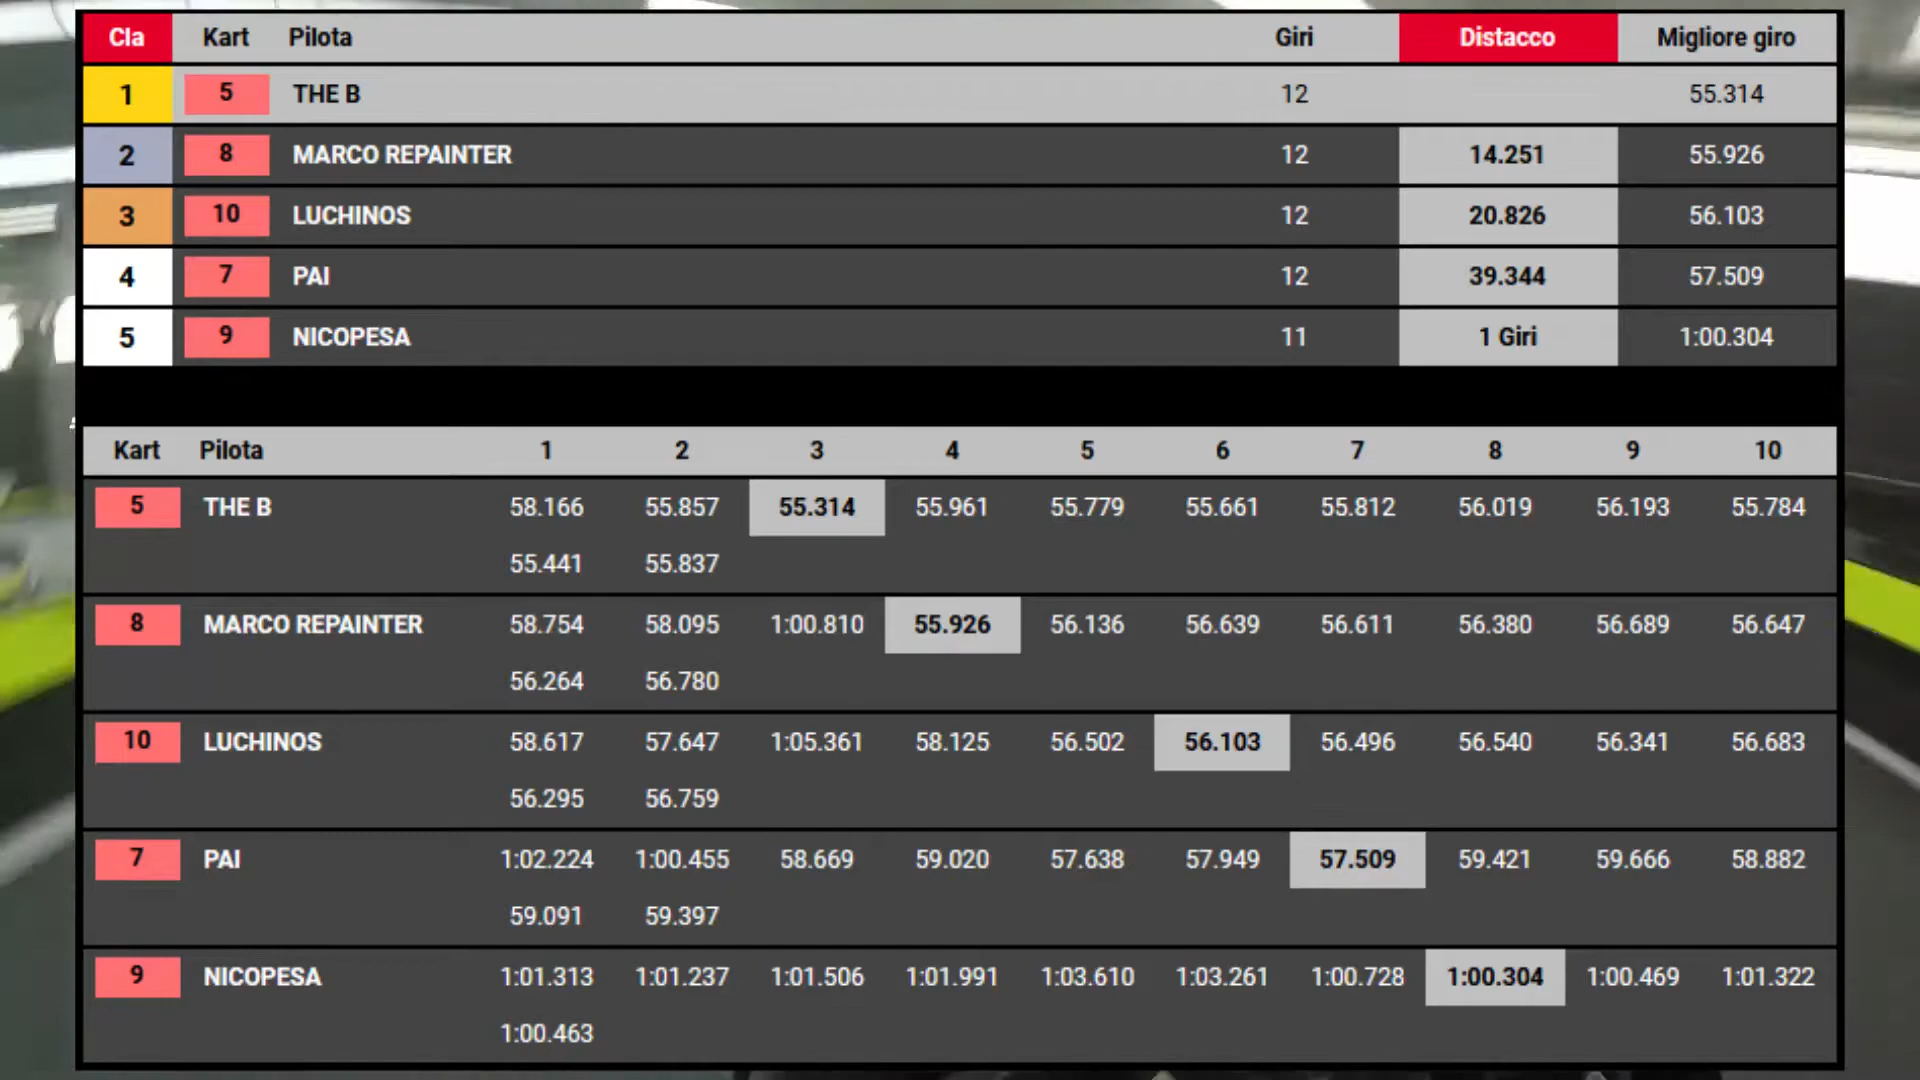 Cla Kart Pilota Giri Distacco Migliore giro
1 5 THE B 12 55.314
2 8 MARCO REPAINTER 12 14.251 55.926
3 10 LUCHINOS 12 20.826 56.103
4 7 PAI 12 39.344 57.509
5 9 NICOPESA 11 1 Giri 1:00.304
Kart Pilota 1 2 3 4 5 6 7 8 9 10
5 THE B 58.166 55.857 55.314 55.961 55.779 55.661 55.812 56.019 56.193 55.784
55.441 55.837
8 MARCO REPAINTER 58.754 58.095 1:00.810 55.926 56.136 56.639 56.611 56.380 56.689 56.647
56.264 56.780
10 LUCHINOS 58.617 57.647 1:05.361 58.125 56.502 56.103 56.496 56.540 56.341 56.683
56.295 56.759
7 PAI 1:02.224 1:00.455 58.669 59.020 57.638 57.949 57.509 59.421 59.666 58.882
59.091 59.397
9 NICOPESA 1:01.313 1:01.237 1:01.506 1:01.991 1:03.610 1:03.261 1:00.728 1:00.304 1:00.469 1:01.322
1:00.463